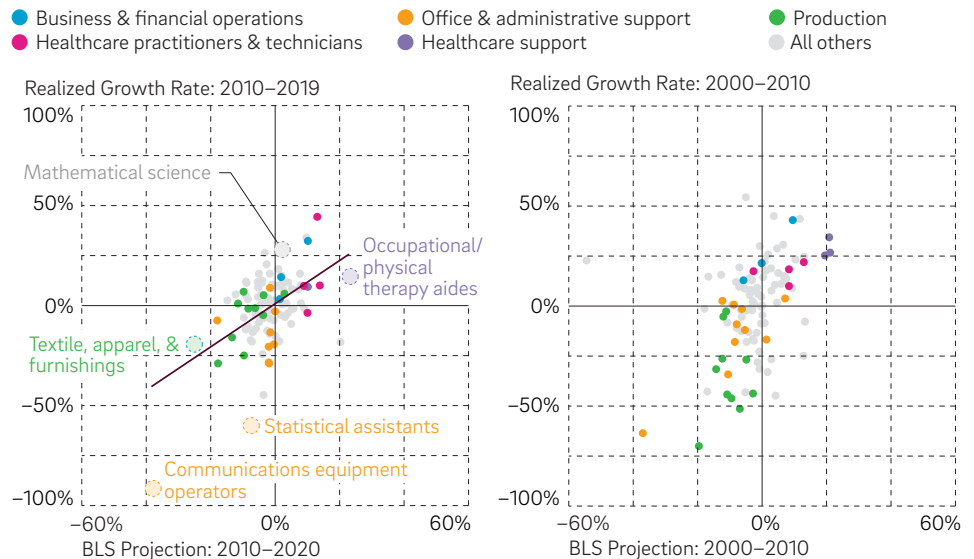 Business & financial operations
Office & administrative support
Production
Healthcare practitioners & technicians
Healthcare support
All others
Realized Growth Rate: 2010–2019
100%
50%
0%
−50%
−100%
Mathematical science
Occupational/
physical
therapy aides
Textile, apparel, &
furnishings
Statistical assistants
Communications equipment
operators
−60%
0%
60%
BLS Projection: 2010–2020
Realized Growth Rate: 2000–2010
100%
50%
0%
−50%
−100%
−60%
0%
60%
BLS Projection: 2000–2010